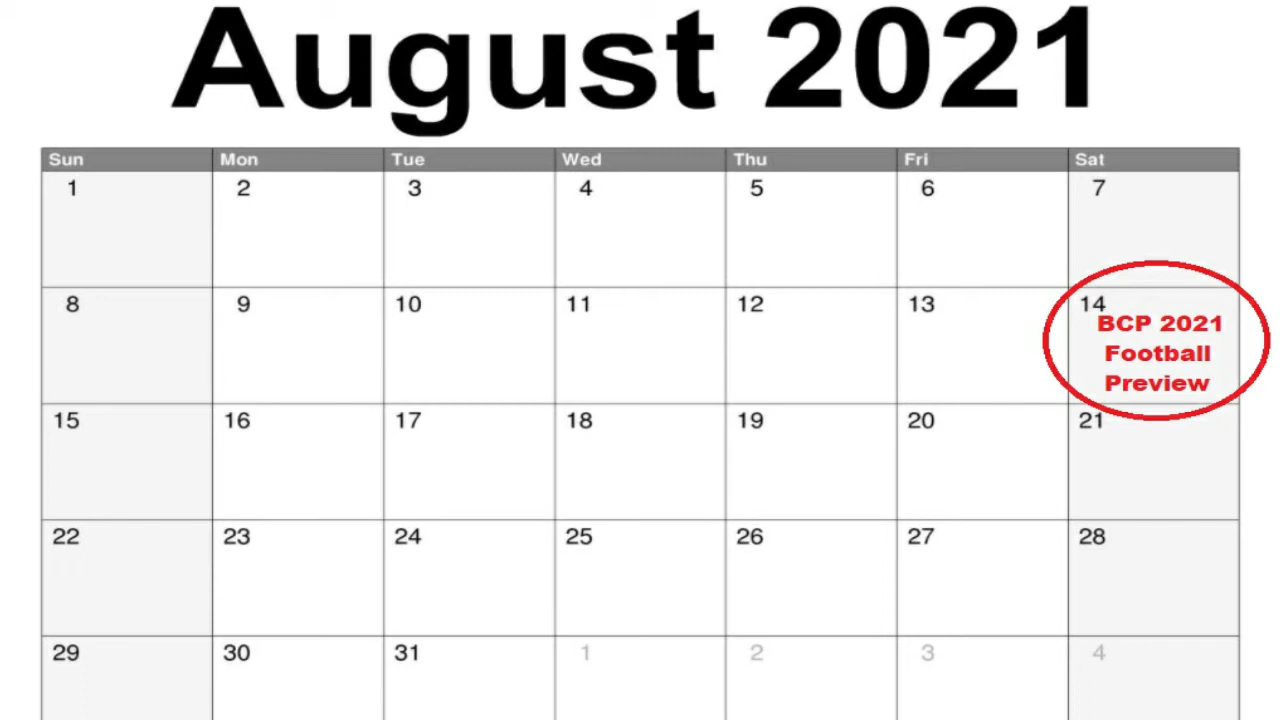 August 2021
Sun Mon Tue Wed Thu Fri Sat
1 2 3 4 5 6 7
8 9 10 11 12 13 14
BCP 2021
Football
Preview
15 16 17 18 19 20 21
22 23 24 25 26 27 28
29 30 31 1 2 3 4